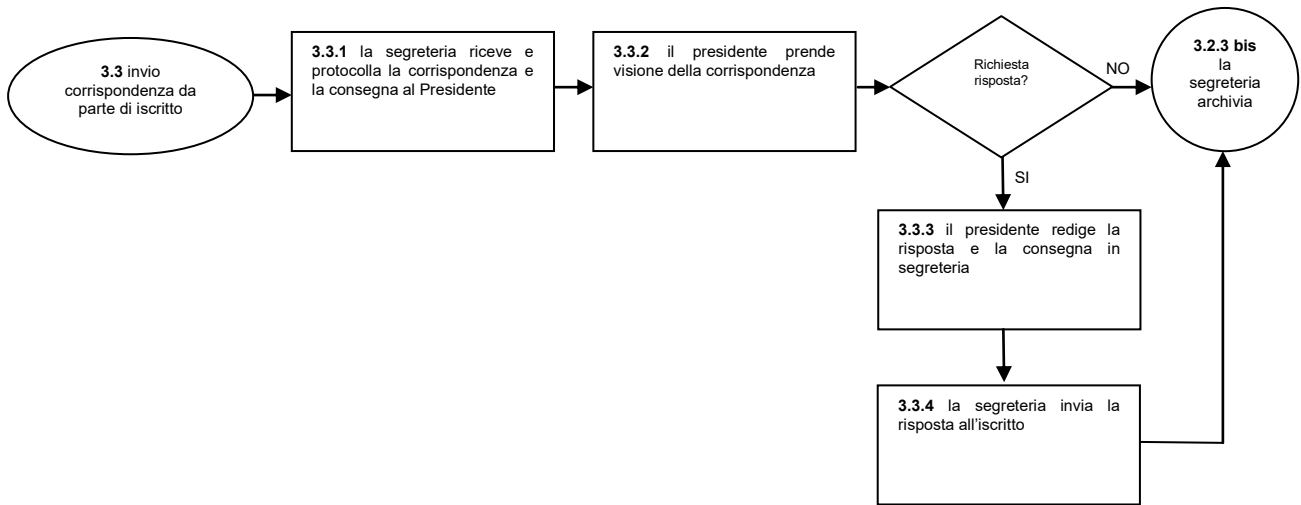 3.3 invio
corrispondenza da
parte di iscritto
3.3.1 la segreteria riceve e
protocolla la corrispondenza e
la consegna al Presidente
3.3.2 il presidente prende
visione della corrispondenza
Richiesta
risposta?
NO
3.2.3 bis
la
segreteria
archivia
SI
3.3.3 il presidente redige la
risposta e la consegna in
segreteria
3.3.4 la segreteria invia la
risposta all'iscritto